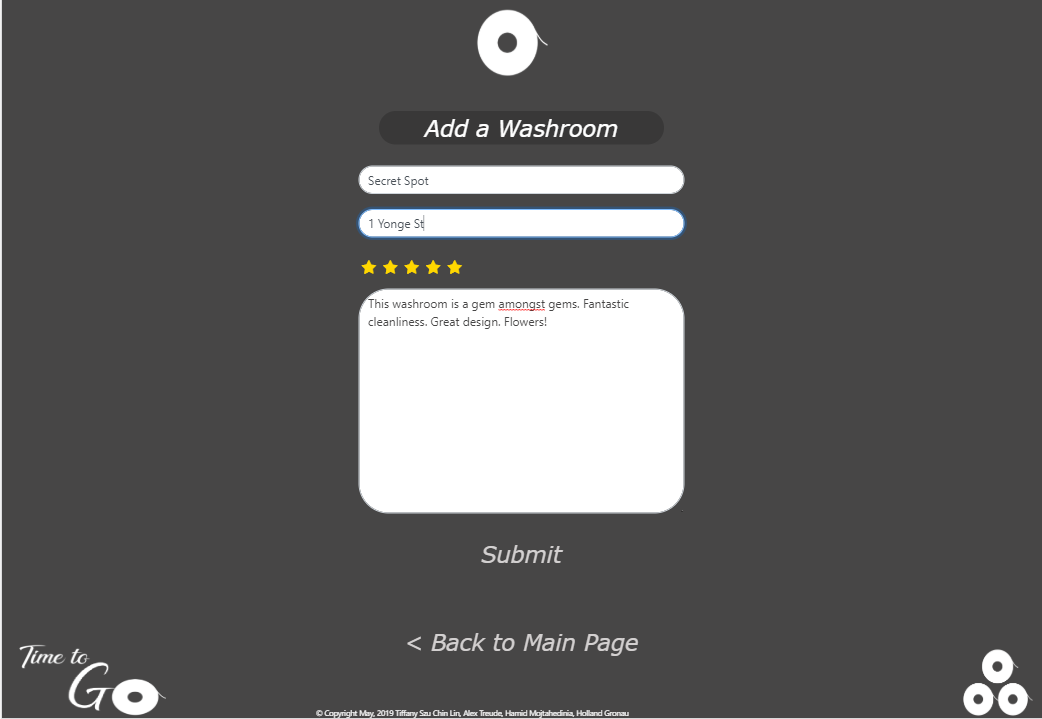 Add a Washroom
Secret Spot
1 Yonge St
This washroom is a gem amongst gems. Fantastic
cleanliness. Great design. Flowers!
Submit
< Back to Main Page
Time to
GO
© Copyright May, 2019 Tiffany Szu Chin Lin, Alex Treude, Hamid Mojtahedinia, Holland Gronau